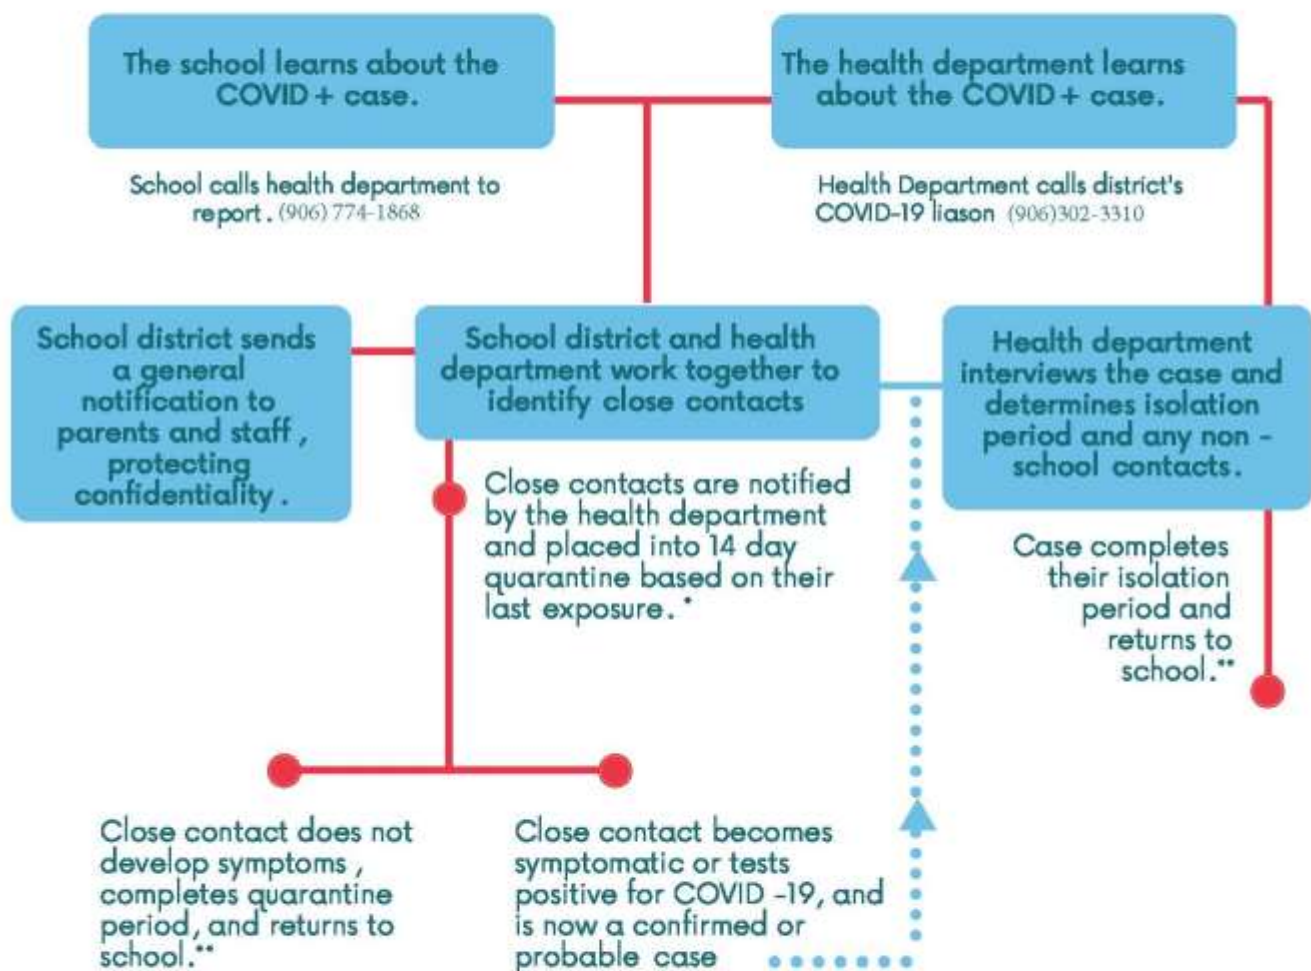 The school learns about the
COVID + case.
The health department learns
about the COVID + case.
School calls health department to
report. (906) 774-1868
Health Department calls district's
COVID-19 liason (906)302-3310
School district sends
a general
notification to
parents and staff ,
protecting
confidentiality .
School district and health
department work together to
identify close contacts
Health department
interviews the case and
determines isolation
period and any non -
school contacts.
Close contacts are notified
by the health department
and placed into 14 day
quarantine based on their
last exposure. *
Case completes
their isolation
period and
returns to
school.**
Close contact does not
develop symptoms ,
completes quarantine
period, and returns to
school.**
Close contact becomes
symptomatic or tests
positive for COVID -19, and
is now a confirmed or
probable case